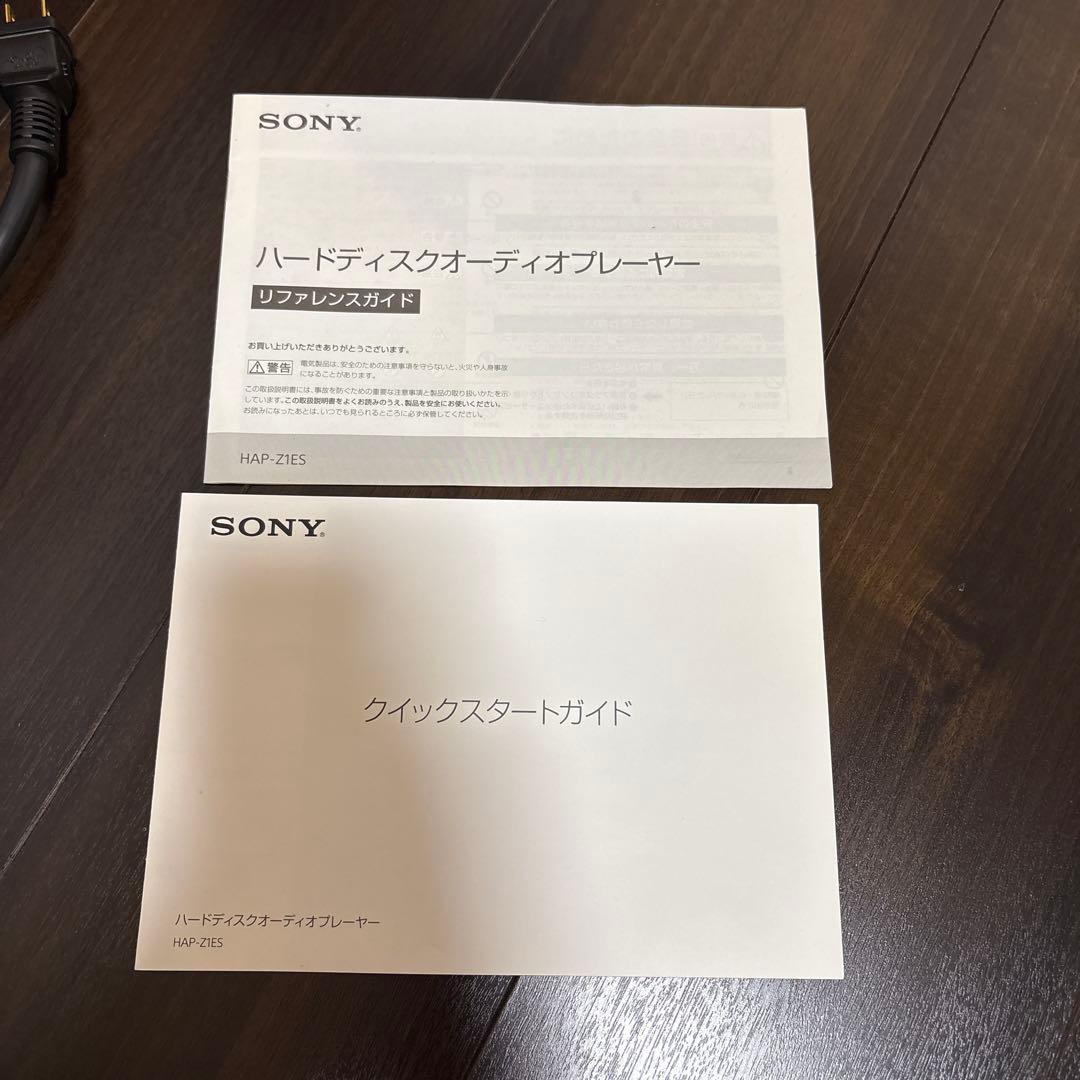 SONY®
ハードディスクオーディオプレーヤー
リファレンスガイド
お買い上げいただきありがとうございます。
警告 電気製品は、安全のための注意事項を守らないと、火災や人身事故
になることがあります。
この取扱説明書には、事故を防ぐための重要な注意事項と製品の取り扱いかたを示
しています。この取扱説明書をよくお読みのうえ、製品を安全にお使いください。
お読みになったあとは、いつでも見られるところに必ず保管してください。
HAP-Z1ES
SONY®
クイックスタートガイド
ハードディスクオーディオプレーヤー
HAP-Z1ES